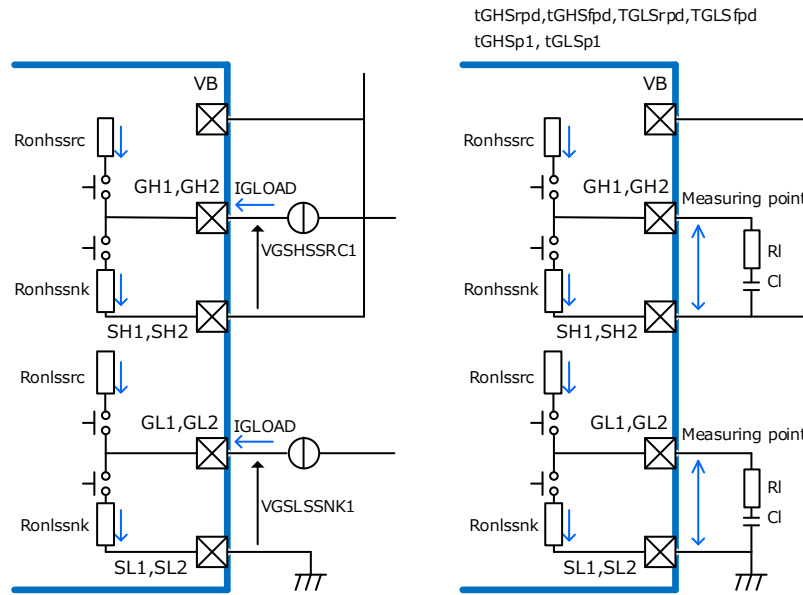 tGHSrpd,tGHSfpd,TGLSrpd,TGLSfpd
tGHSp1, tGLSp1
VB
Ronhssrc
GH1,GH2
IGLOAD
VGSHSSRC1
Ronhssnk
SH1,SH2
Ronlssrc
GL1,GL2
IGLOAD
VGSLSSNK1
Ronlssnk
SL1,SL2
VB
Ronhssrc
GH1,GH2
Measuring point
Rl
Cl
Ronhssnk
SH1,SH2
Ronlssrc
GL1,GL2
Measuring point
Rl
Cl
Ronlssnk
SL1,SL2